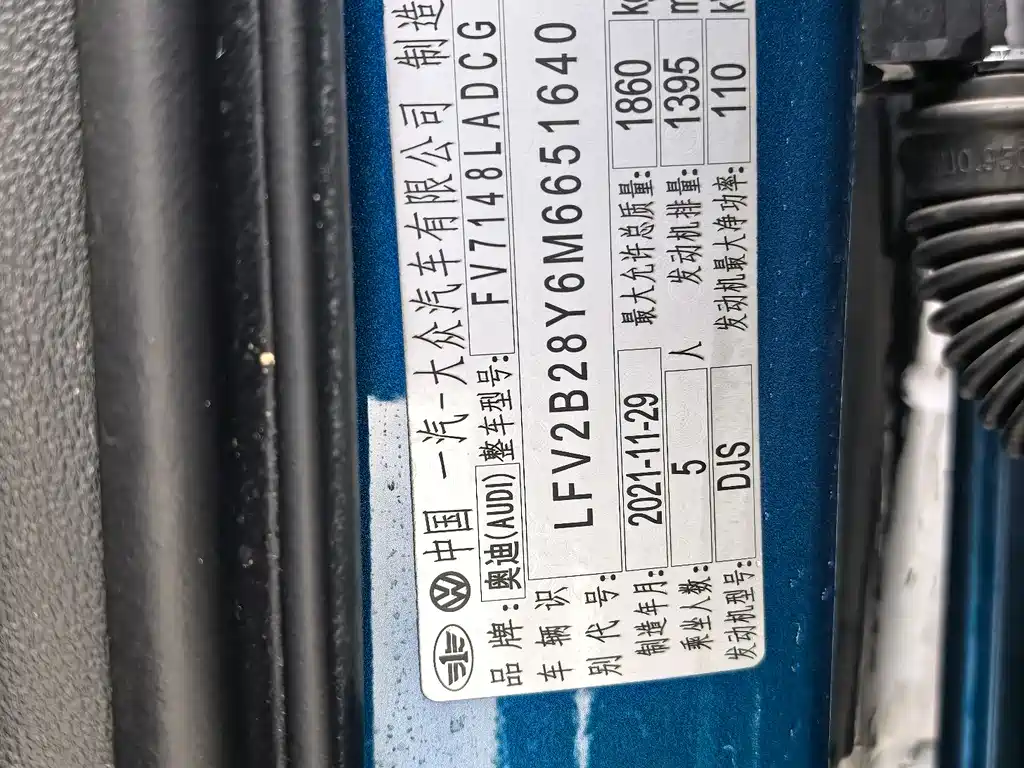 中国 一汽-大众汽车有限公司 制造
品牌: 奥迪(AUDI) 整车型号: FV7148LADCG
车辆识别代号: LFV2B28Y6M6651640
制造年月: 2021-11-29 最大允许总质量: 1860 kg
乘坐人数: 5 人 发动机排量: 1395 m
发动机型号: DJS 发动机最大净功率: 110 k